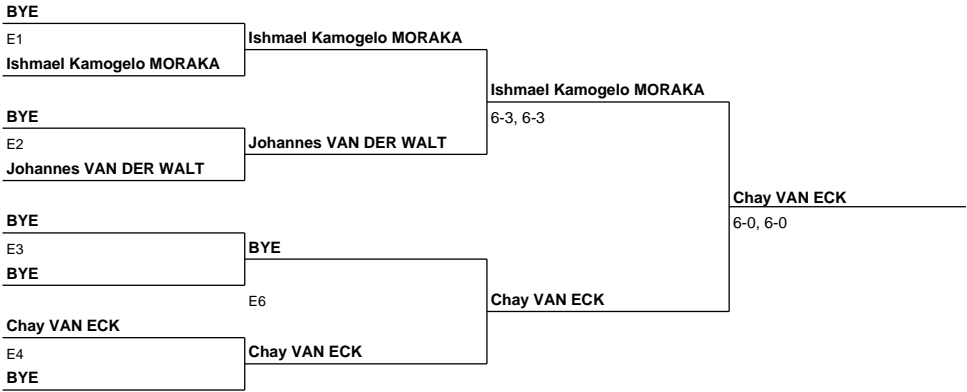 BYE
E1
Ishmael Kamogelo MORAKA
Ishmael Kamogelo MORAKA
BYE
E2
Johannes VAN DER WALT
Johannes VAN DER WALT
Ishmael Kamogelo MORAKA
6-3, 6-3
BYE
E3
BYE
BYE
E6
Chay VAN ECK
E4
BYE
Chay VAN ECK
Chay VAN ECK
Chay VAN ECK
6-0, 6-0